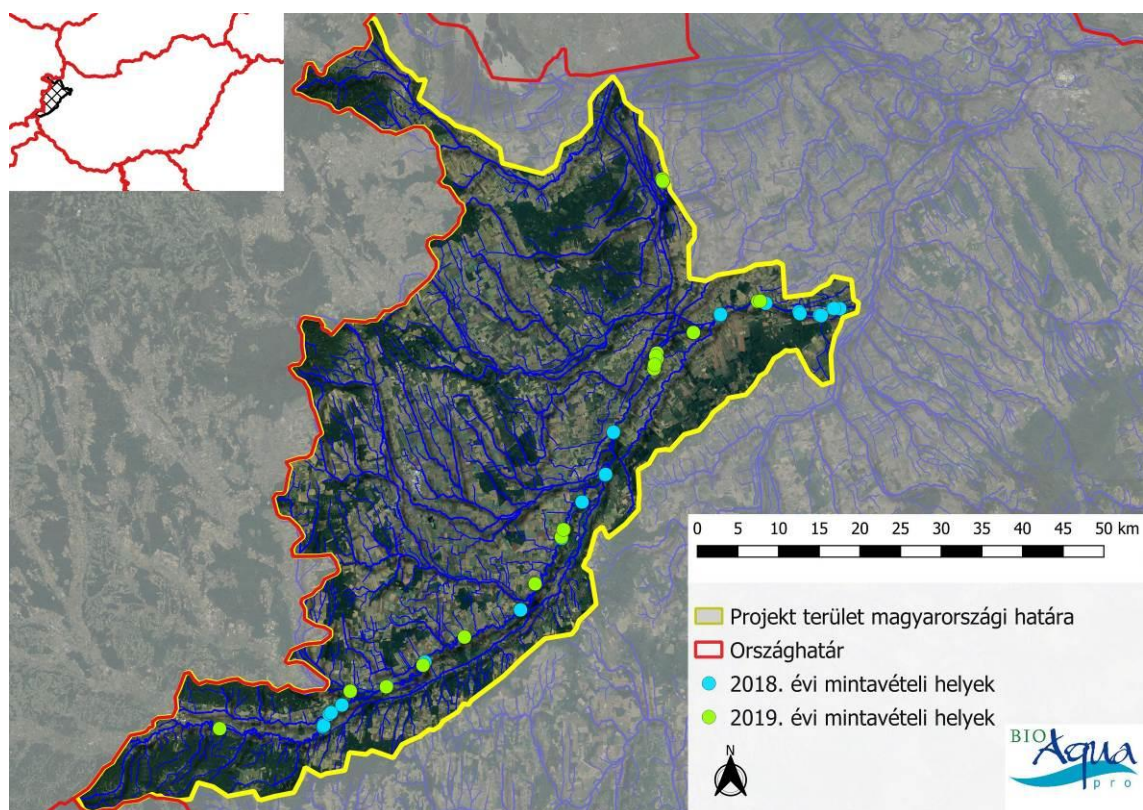 0 5 10 15 20 25 30 35 40 45 50 km
Projekt terület magyarországi határa
Országhatár
2018. évi mintavételi helyek
2019. évi mintavételi helyek
N
BIO
Aqua
pro